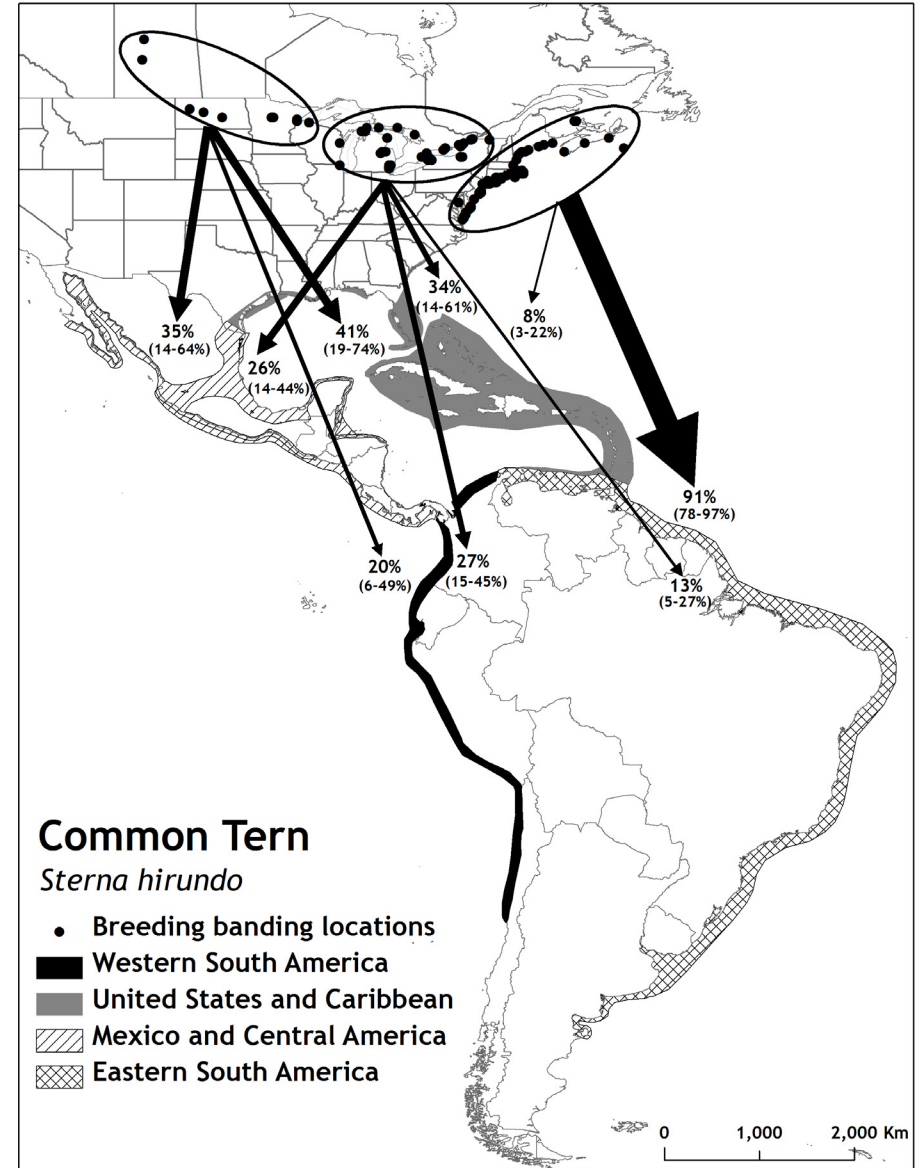 34%
(14-61%)
8%
(3-22%)
35%
(14-64%)
41%
(19-74%)
26%
(14-44%)
91%
(78-97%)
20%
(6-49%)
27%
(15-45%)
13%
(5-27%)
Common Tern
Sterna hirundo
Breeding banding locations
Western South America
United States and Caribbean
Mexico and Central America
Eastern South America
0 1,000 2,000 Km